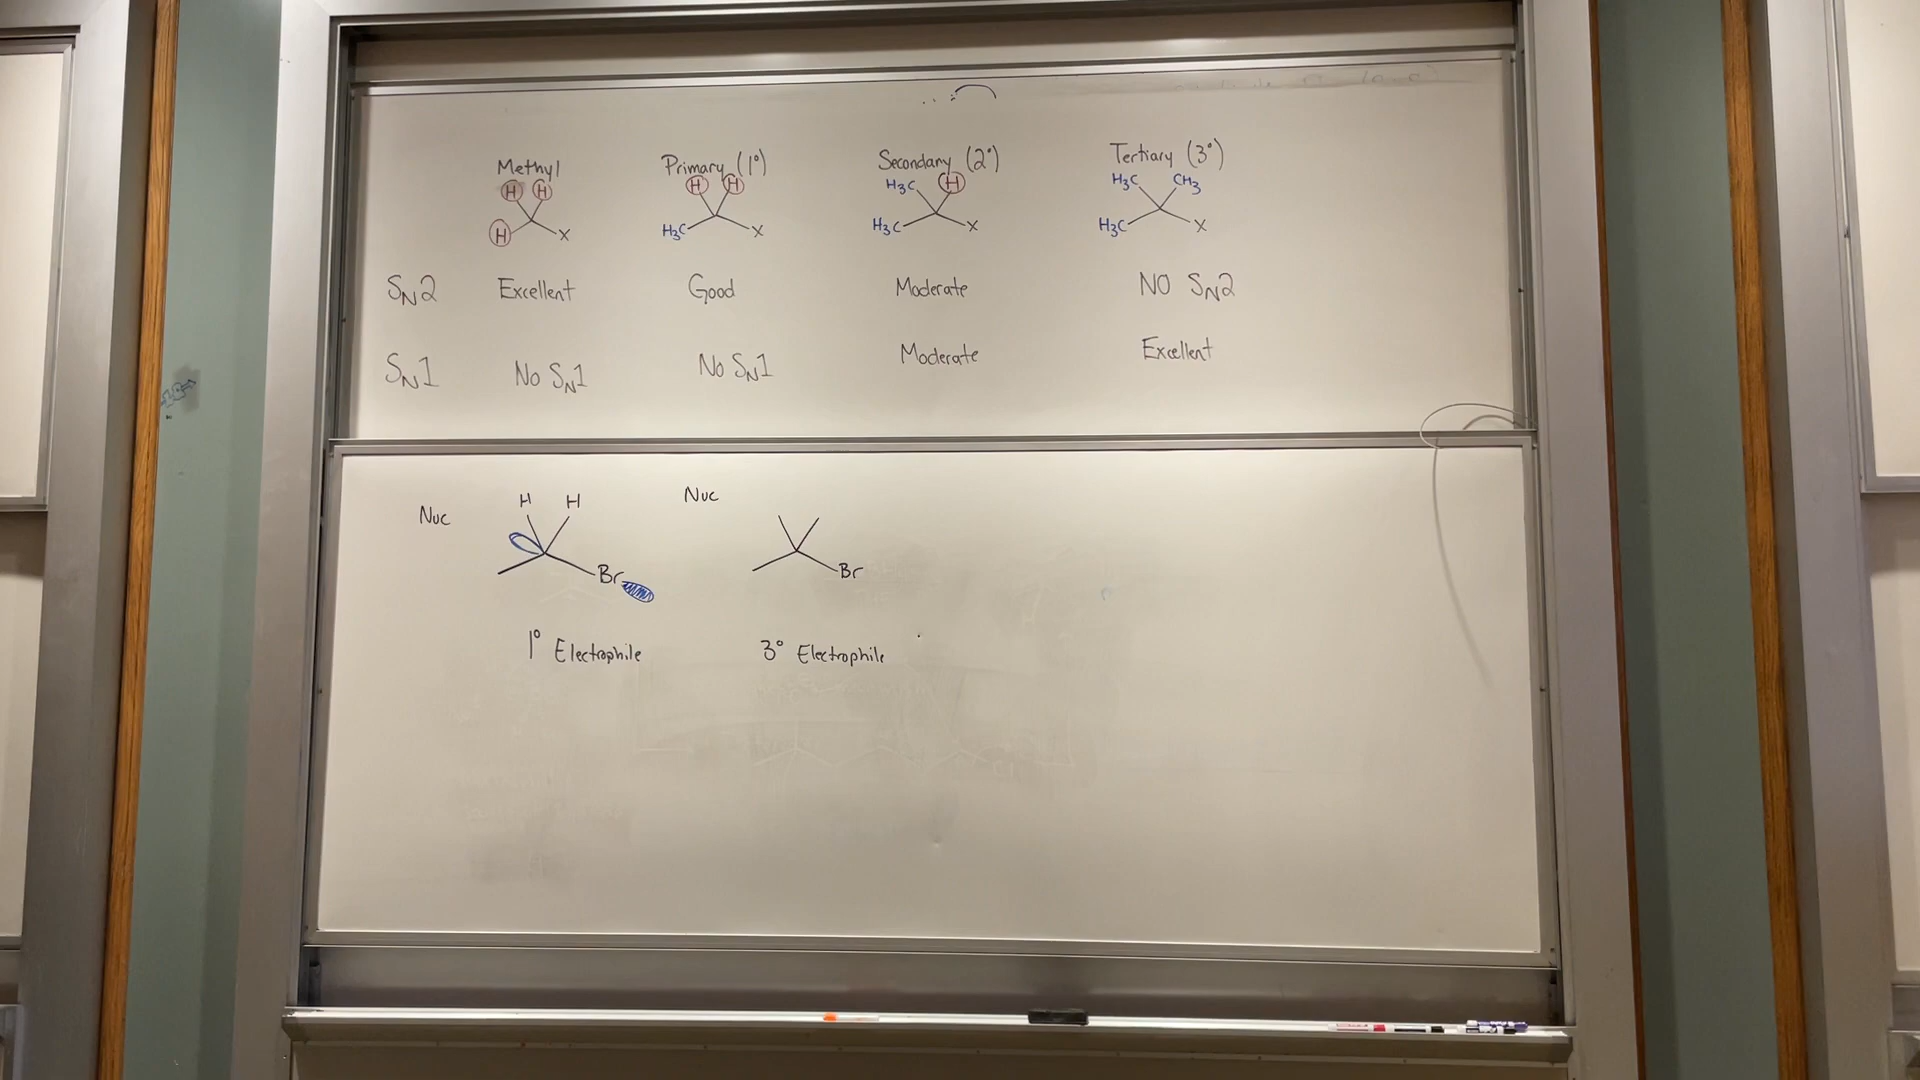 Methyl Primary (1°) Secondary (2°) Tertiary (3°)
H H H H H₃C H H₃C CH₃
H X H₃C X H₃C X H₃C X
SN2 Excellent Good Moderate NO SN2
SN1 No SN1 No SN1 Moderate Excellent
Nuc H H Nuc
Br Br
1° Electrophile 3° Electrophile